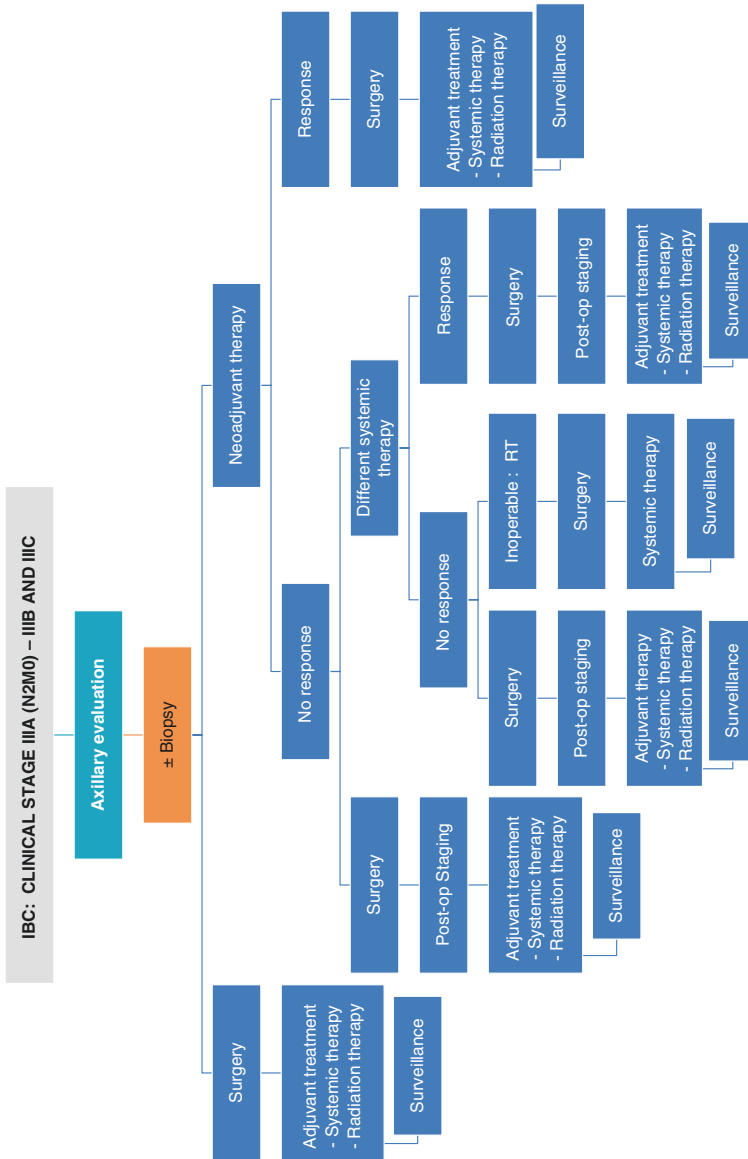 IBC:  CLINICAL STAGE IIIA (N2M0) – IIIB AND IIIC
Axillary evaluation
± Biopsy
Surgery
Adjuvant treatment
- Systemic therapy
- Radiation therapy
Surveillance
Neoadjuvant therapy
No response
Surgery
Post-op Staging
Adjuvant treatment
- Systemic therapy
- Radiation therapy
Surveillance
Different systemic
therapy
No response
Surgery
Post-op staging
Adjuvant therapy
- Systemic therapy
- Radiation therapy
Surveillance
Inoperable :  RT
Surgery
Systemic therapy
Surveillance
Response
Surgery
Post-op staging
Adjuvant treatment
- Systemic therapy
- Radiation therapy
Surveillance
Response
Surgery
Adjuvant treatment
- Systemic therapy
- Radiation therapy
Surveillance